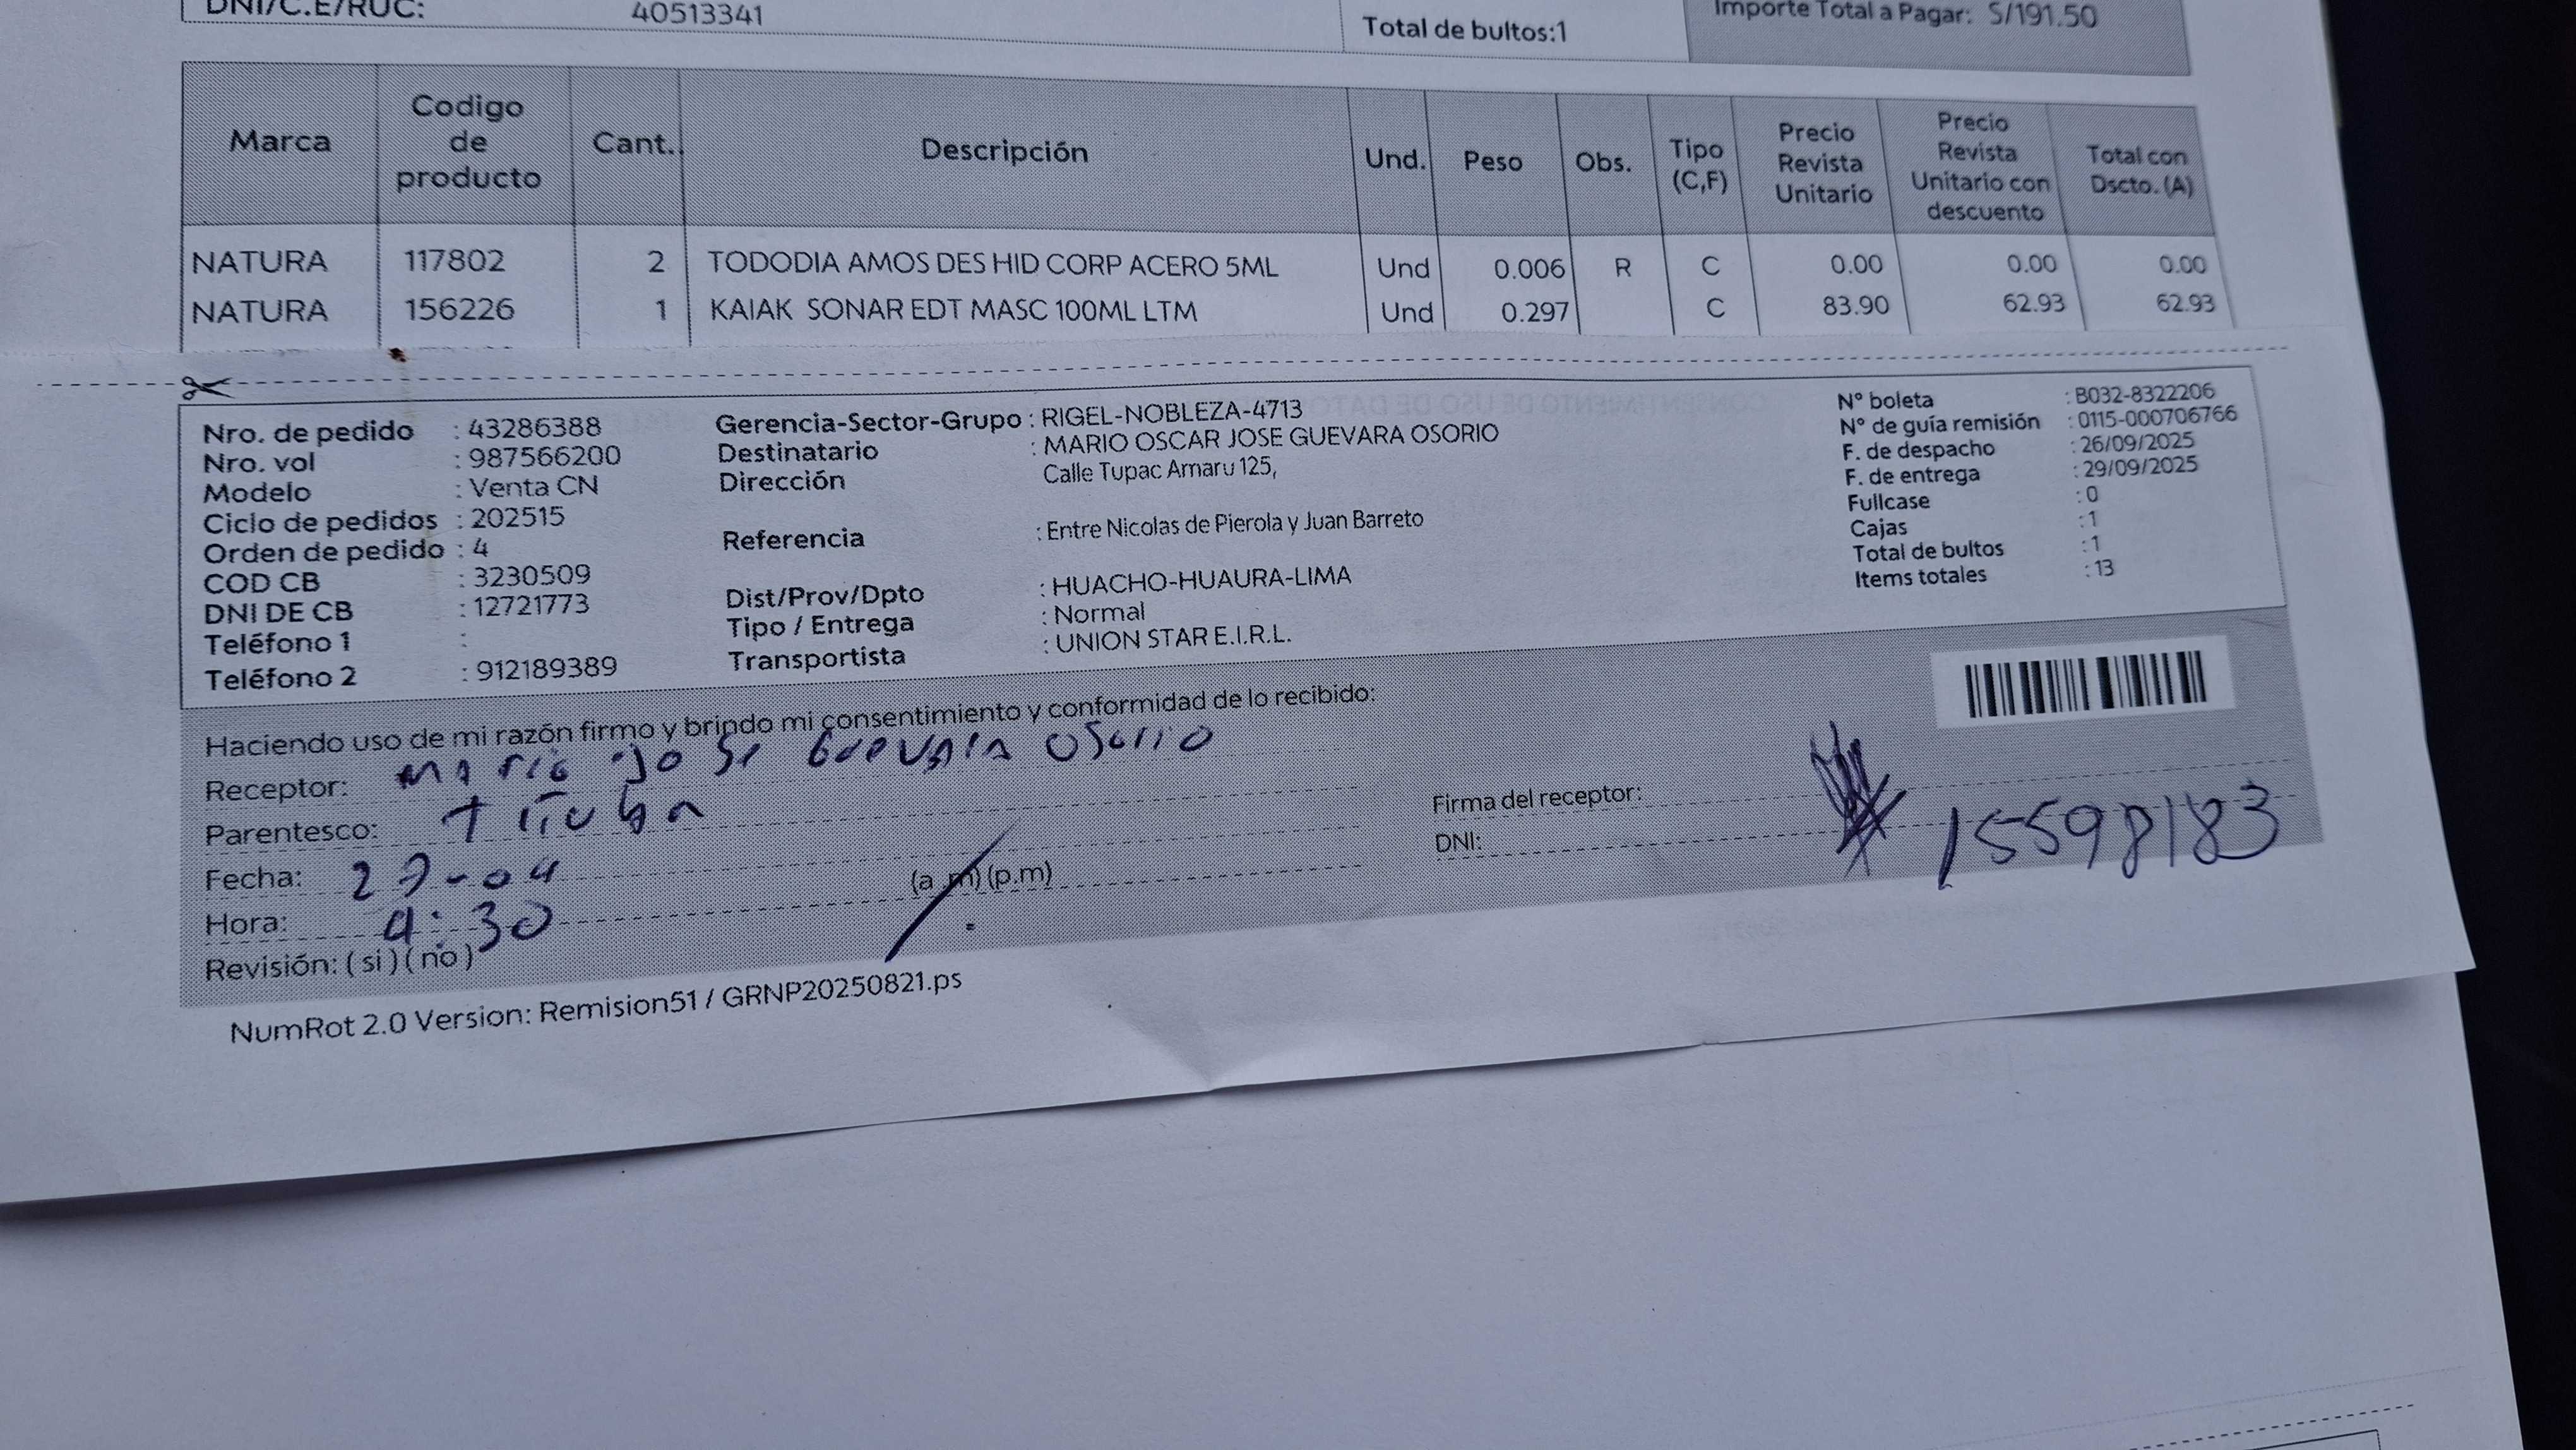 DNI/C.E/RUC: 40513341
Total de bultos:1
Importe Total a Pagar: S/191.50
Marca Codigo de producto Cant. Descripción Und. Peso Obs. Tipo (C,F) Precio Revista Unitario Precio Revista Unitario con descuento Total con Dscto. (A)
NATURA 117802 2 TODODIA AMOS DES HID CORP ACERO 5ML Und 0.006 R C 0.00 0.00 0.00
NATURA 156226 1 KAIAK SONAR EDT MASC 100ML LTM Und 0.297 C 83.90 62.93 62.93
Nro. de pedido : 43286388
Nro. vol : 987566200
Modelo : Venta CN
Ciclo de pedidos : 202515
Orden de pedido : 4
COD CB : 3230509
DNI DE CB : 12721773
Teléfono 1 :
Teléfono 2 : 912189389
Gerencia-Sector-Grupo : RIGEL-NOBLEZA-4713
Destinatario : MARIO OSCAR JOSE GUEVARA OSORIO
Dirección Calle Tupac Amaru 125,
Referencia : Entre Nicolas de Pierola y Juan Barreto
Dist/Prov/Dpto : HUACHO-HUAURA-LIMA
Tipo / Entrega : Normal
Transportista : UNION STAR E.I.R.L.
N° boleta : B032-8322206
N° de guía remisión : 0115-000706766
F. de despacho : 26/09/2025
F. de entrega : 29/09/2025
Fullcase : 0
Cajas : 1
Total de bultos : 1
Items totales : 13
Haciendo uso de mi razón firmo y brindo mi consentimiento y conformidad de lo recibido:
Receptor: Mario Jose Guevara Osorio
Parentesco:
Fecha: 27-04
Hora: 4:30 (a.m) (p.m)
Revisión: (si) (no)
Firma del receptor:
DNI: 15598183
NumRot 2.0 Version: Remision51 / GRNP20250821.ps